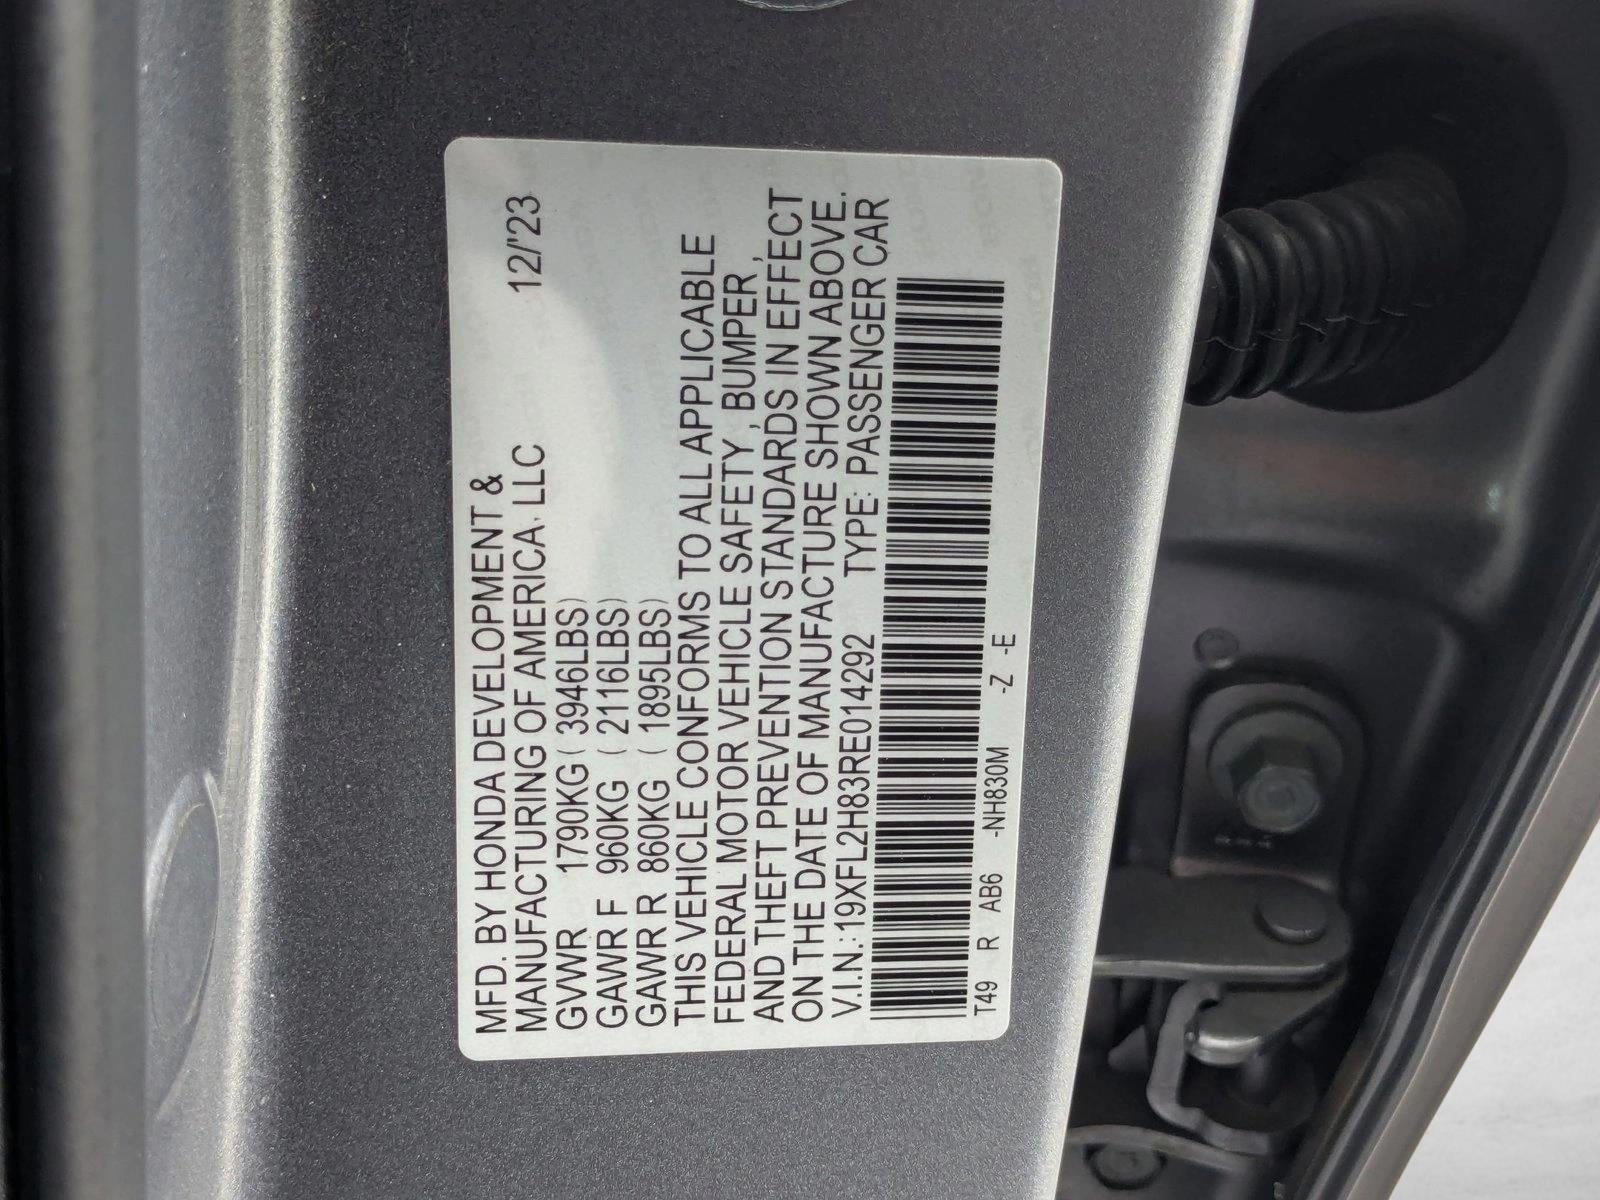 MFD. BY HONDA DEVELOPMENT &
MANUFACTURING OF AMERICA, LLC 12/'23
GVWR 1790KG ( 3946LBS)
GAWR F 960KG ( 2116LBS)
GAWR R 860KG ( 1895LBS)
THIS VEHICLE CONFORMS TO ALL APPLICABLE
FEDERAL MOTOR VEHICLE SAFETY, BUMPER,
AND THEFT PREVENTION STANDARDS IN EFFECT
ON THE DATE OF MANUFACTURE SHOWN ABOVE.
V.I.N.: 19XFL2H83RE014292 TYPE: PASSENGER CAR
T49 R AB6 -NH830M -Z -E